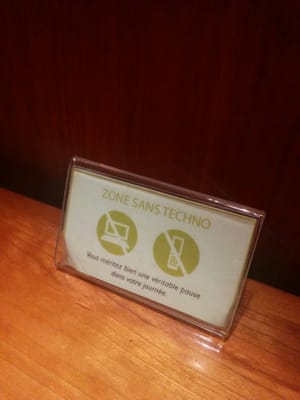 ZONE SANS TECHNO
Vous méritez bien une véritable pause
dans votre journée.